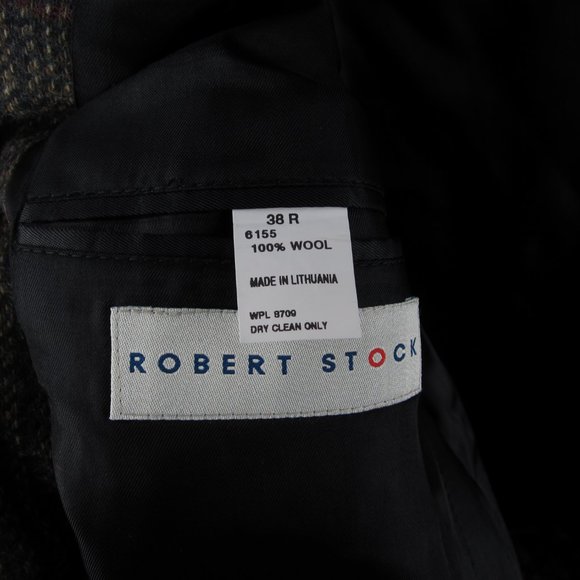 38 R
6155
100% WOOL
MADE IN LITHUANIA
WPL 8709
DRY CLEAN ONLY
ROBERT STOCK